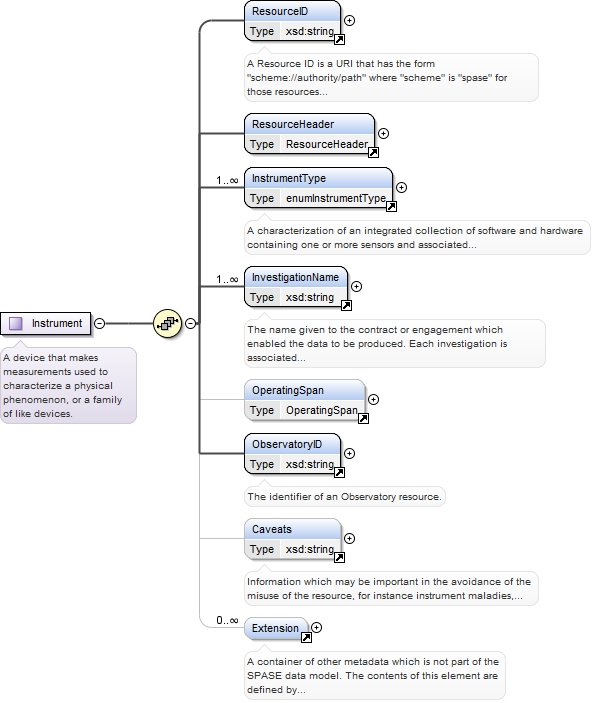 ResourceID
Type xsd:string
A Resource ID is a URI that has the form
"scheme://authority/path" where "scheme" is "spase" for
those resources...
ResourceHeader
Type ResourceHeader
1..∞
InstrumentType
Type enumInstrumentType
A characterization of an integrated collection of software and hardware
containing one or more sensors and associated...
1..∞
InvestigationName
Type xsd:string
The name given to the contract or engagement which
enabled the data to be produced. Each investigation is
associated...
Instrument
A device that makes
measurements used to
characterize a physical
phenomenon, or a family
of like devices.
OperatingSpan
Type OperatingSpan
ObservatoryID
Type xsd:string
The identifier of an Observatory resource.
Caveats
Type xsd:string
Information which may be important in the avoidance of the
misuse of the resource, for instance instrument maladies,...
0..∞
Extension
A container of other metadata which is not part of the
SPASE data model. The contents of this element are
defined by...